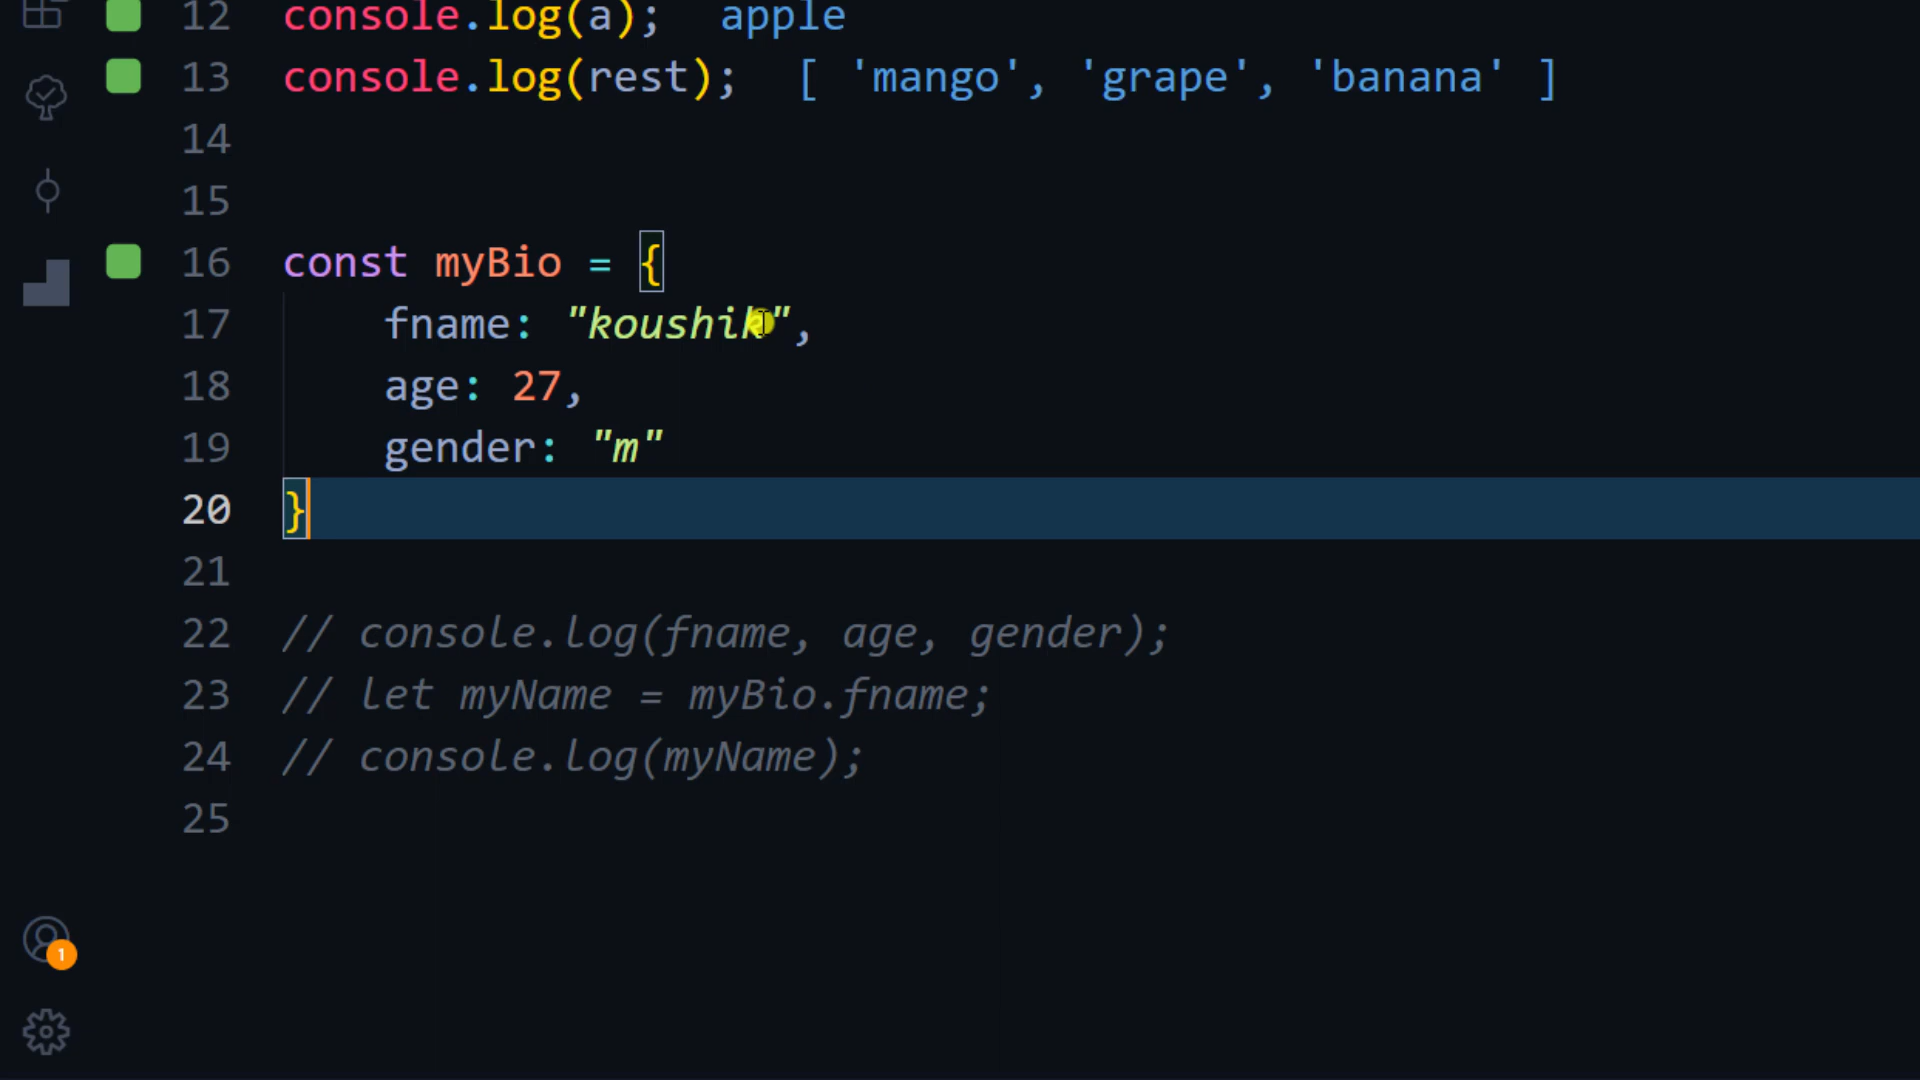 12 console.log(a); apple
13 console.log(rest); [ 'mango', 'grape', 'banana' ]
14
15
16 const myBio = {
17 fname: "koushik",
18 age: 27,
19 gender: "m"
20 }
21
22 // console.log(fname, age, gender);
23 // let myName = myBio.fname;
24 // console.log(myName);
25
1